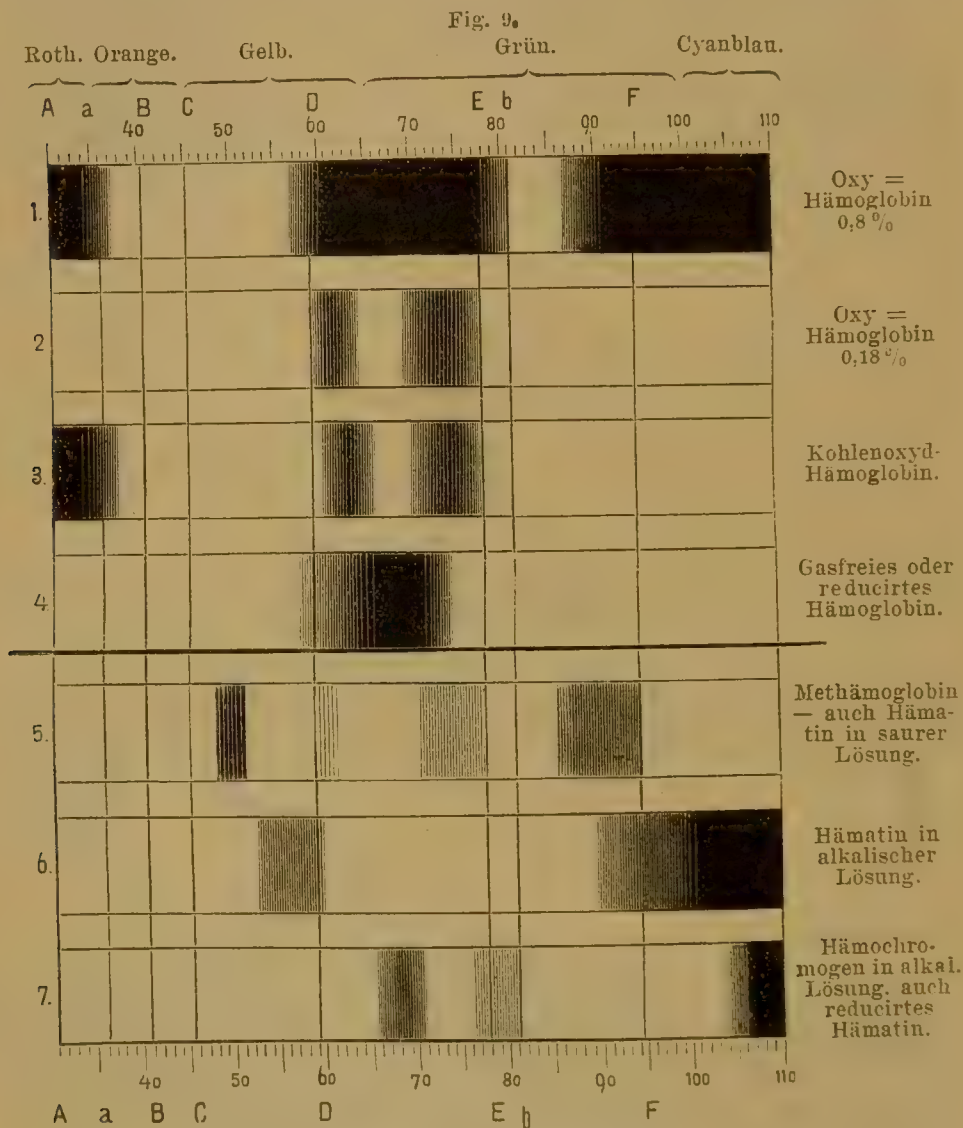 Fig. 9.
Roth. Orange. Gelb. Grün. Cyanblau.
A a B C D E b F
40 50 60 70 80 90 100 110
1.
Oxy =
Hämoglobin
0,8 %
2
Oxy =
Hämoglobin
0,18 %
3.
Kohlenoxyd-
Hämoglobin.
4.
Gasfreies oder
reducirtes
Hämoglobin.
5.
Methämoglobin
— auch Häma-
tin in saurer
Lösung.
6.
Hämatin in
alkalischer
Lösung.
7.
Hämochro-
mogen in alkal.
Lösung. auch
reducirtes
Hämatin.
40 50 60 70 80 90 100 110
A a B C D E b F